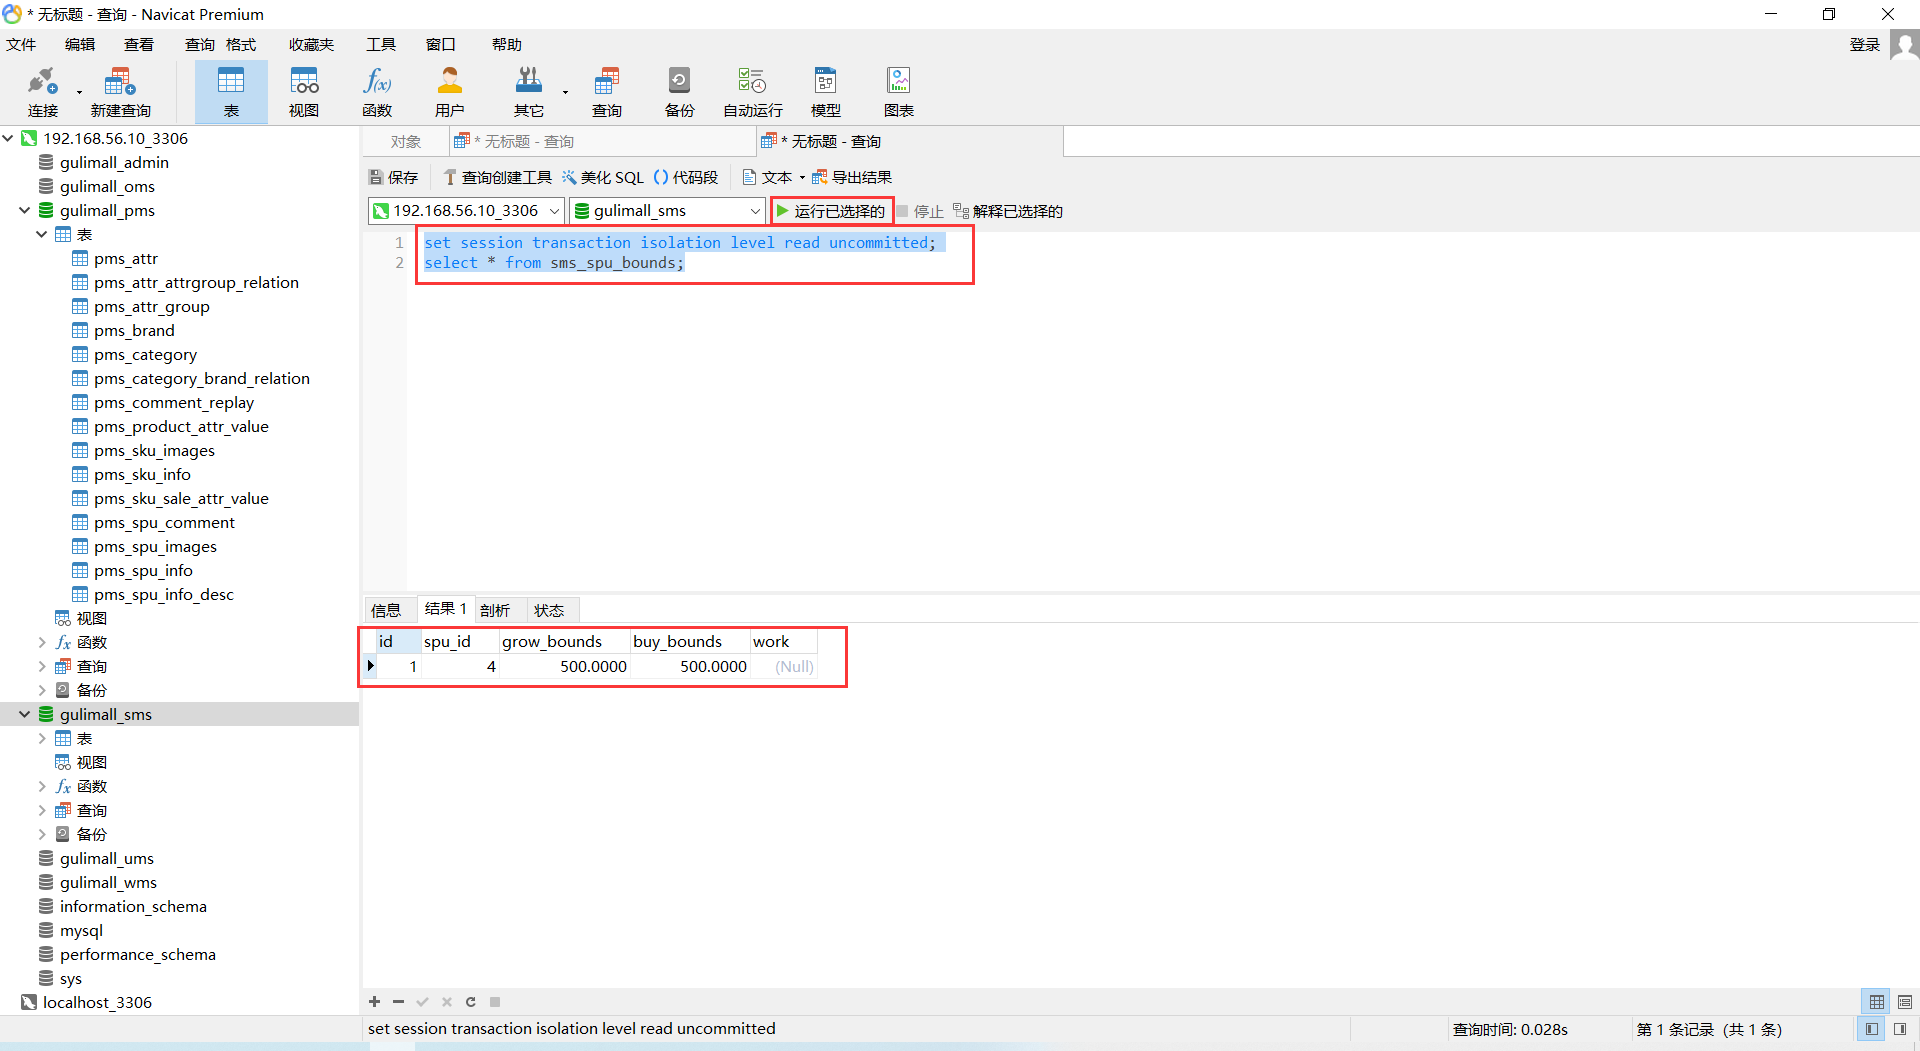 * 无标题 - 查询 - Navicat Premium
文件 编辑 查看 查询 格式 收藏夹 工具 窗口 帮助 登录
连接 新建查询 表 视图 函数 用户 其它 查询 备份 自动运行 模型 图表
192.168.56.10_3306
gulimall_admin
gulimall_oms
gulimall_pms
表
pms_attr
pms_attr_attrgroup_relation
pms_attr_group
pms_brand
pms_category
pms_category_brand_relation
pms_comment_replay
pms_product_attr_value
pms_sku_images
pms_sku_info
pms_sku_sale_attr_value
pms_spu_comment
pms_spu_images
pms_spu_info
pms_spu_info_desc
视图
函数
查询
备份
gulimall_sms
表
视图
函数
查询
备份
gulimall_ums
gulimall_wms
information_schema
mysql
performance_schema
sys
localhost_3306
对象 * 无标题 - 查询 * 无标题 - 查询
保存 查询创建工具 美化 SQL () 代码段 文本 导出结果
192.168.56.10_3306 gulimall_sms 运行已选择的 停止 解释已选择的
1 set session transaction isolation level read uncommitted;
2 select * from sms_spu_bounds;
信息 结果 1 剖析 状态
id spu_id grow_bounds buy_bounds work
1 4 500.0000 500.0000 (Null)
set session transaction isolation level read uncommitted 查询时间: 0.028s 第 1 条记录 (共 1 条)